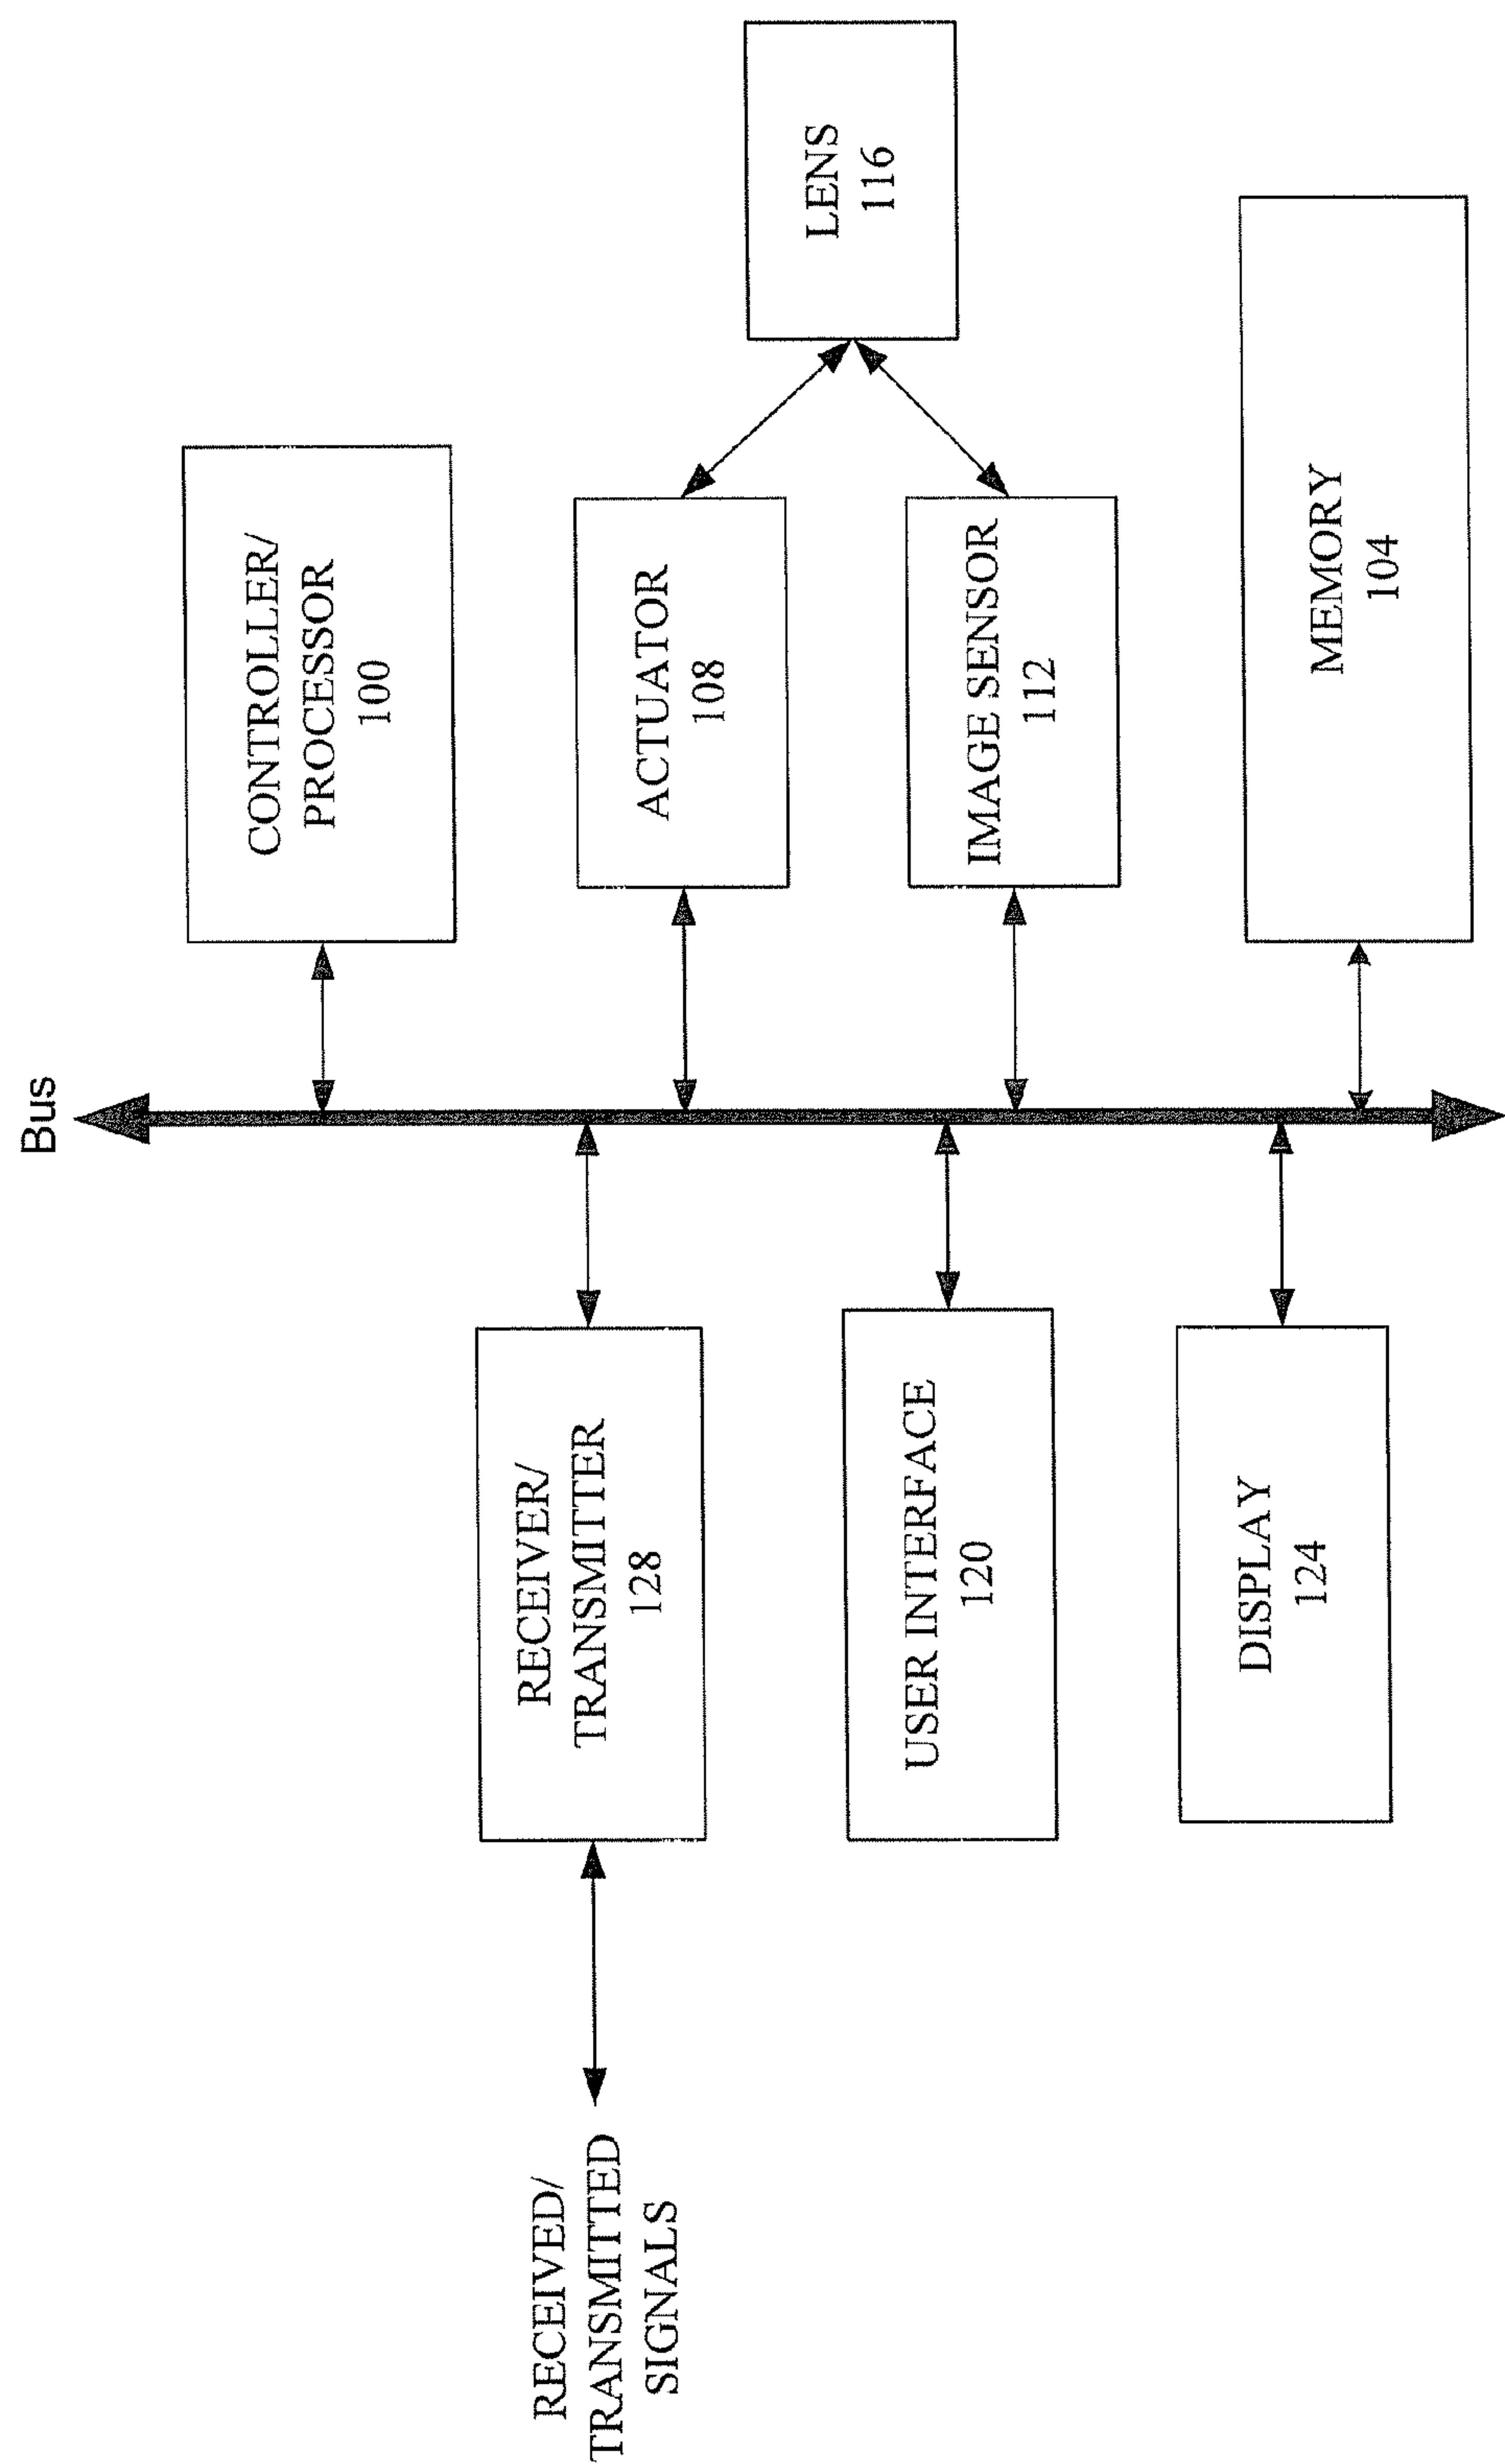 Bus
CONTROLLER/
PROCESSOR
100
RECEIVED/
TRANSMITTED
SIGNALS
RECEIVER/
TRANSMITTER
128
ACTUATOR
108
LENS
116
USER INTERFACE
120
IMAGE SENSOR
112
DISPLAY
124
MEMORY
104